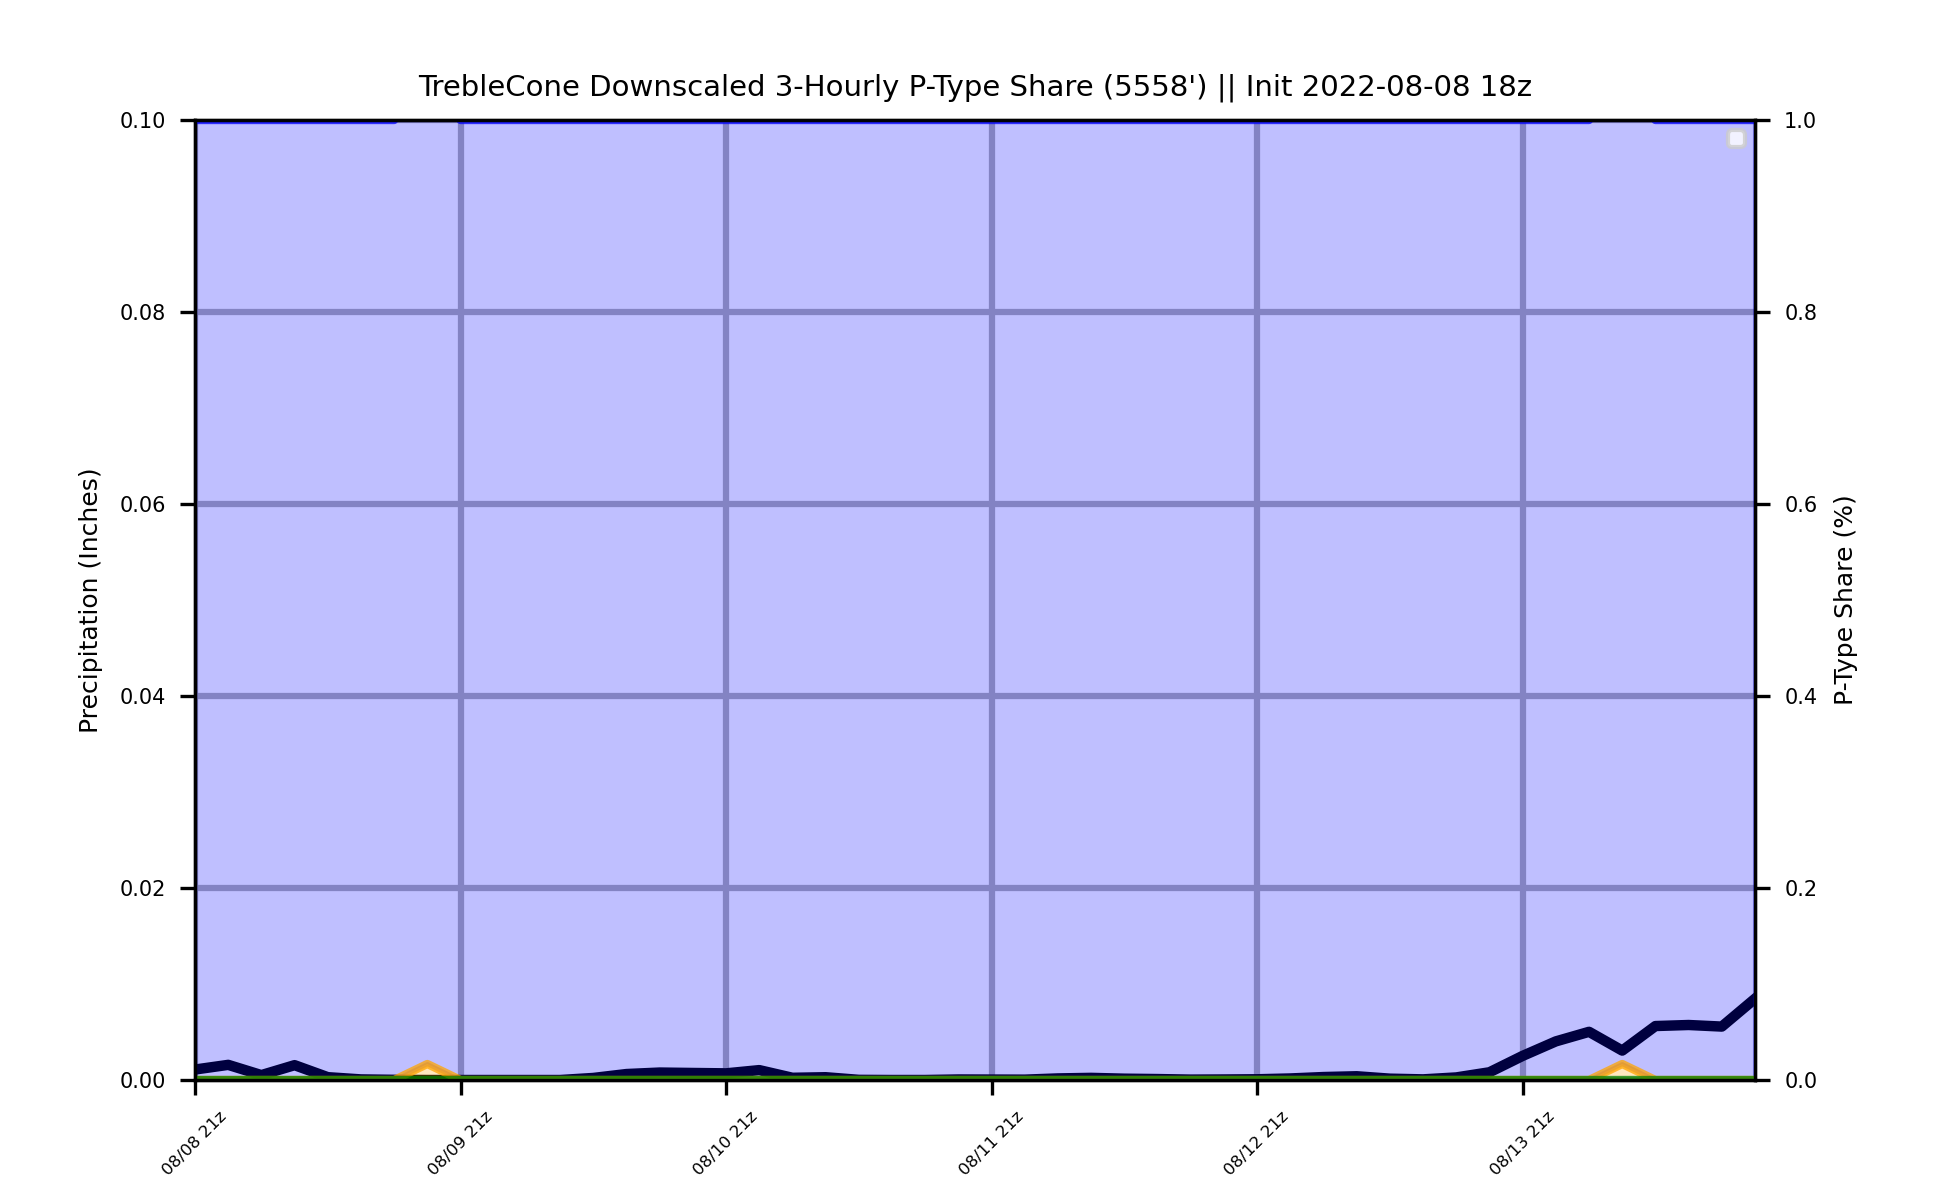 TrebleCone Downscaled 3-Hourly P-Type Share (5558') || Init 2022-08-08 18z
0.10
0.08
0.06
0.04
0.02
0.00
Precipitation (Inches)
1.0
0.8
0.6
0.4
0.2
0.0
P-Type Share (%)
08/08 21z
08/09 21z
08/10 21z
08/11 21z
08/12 21z
08/13 21z